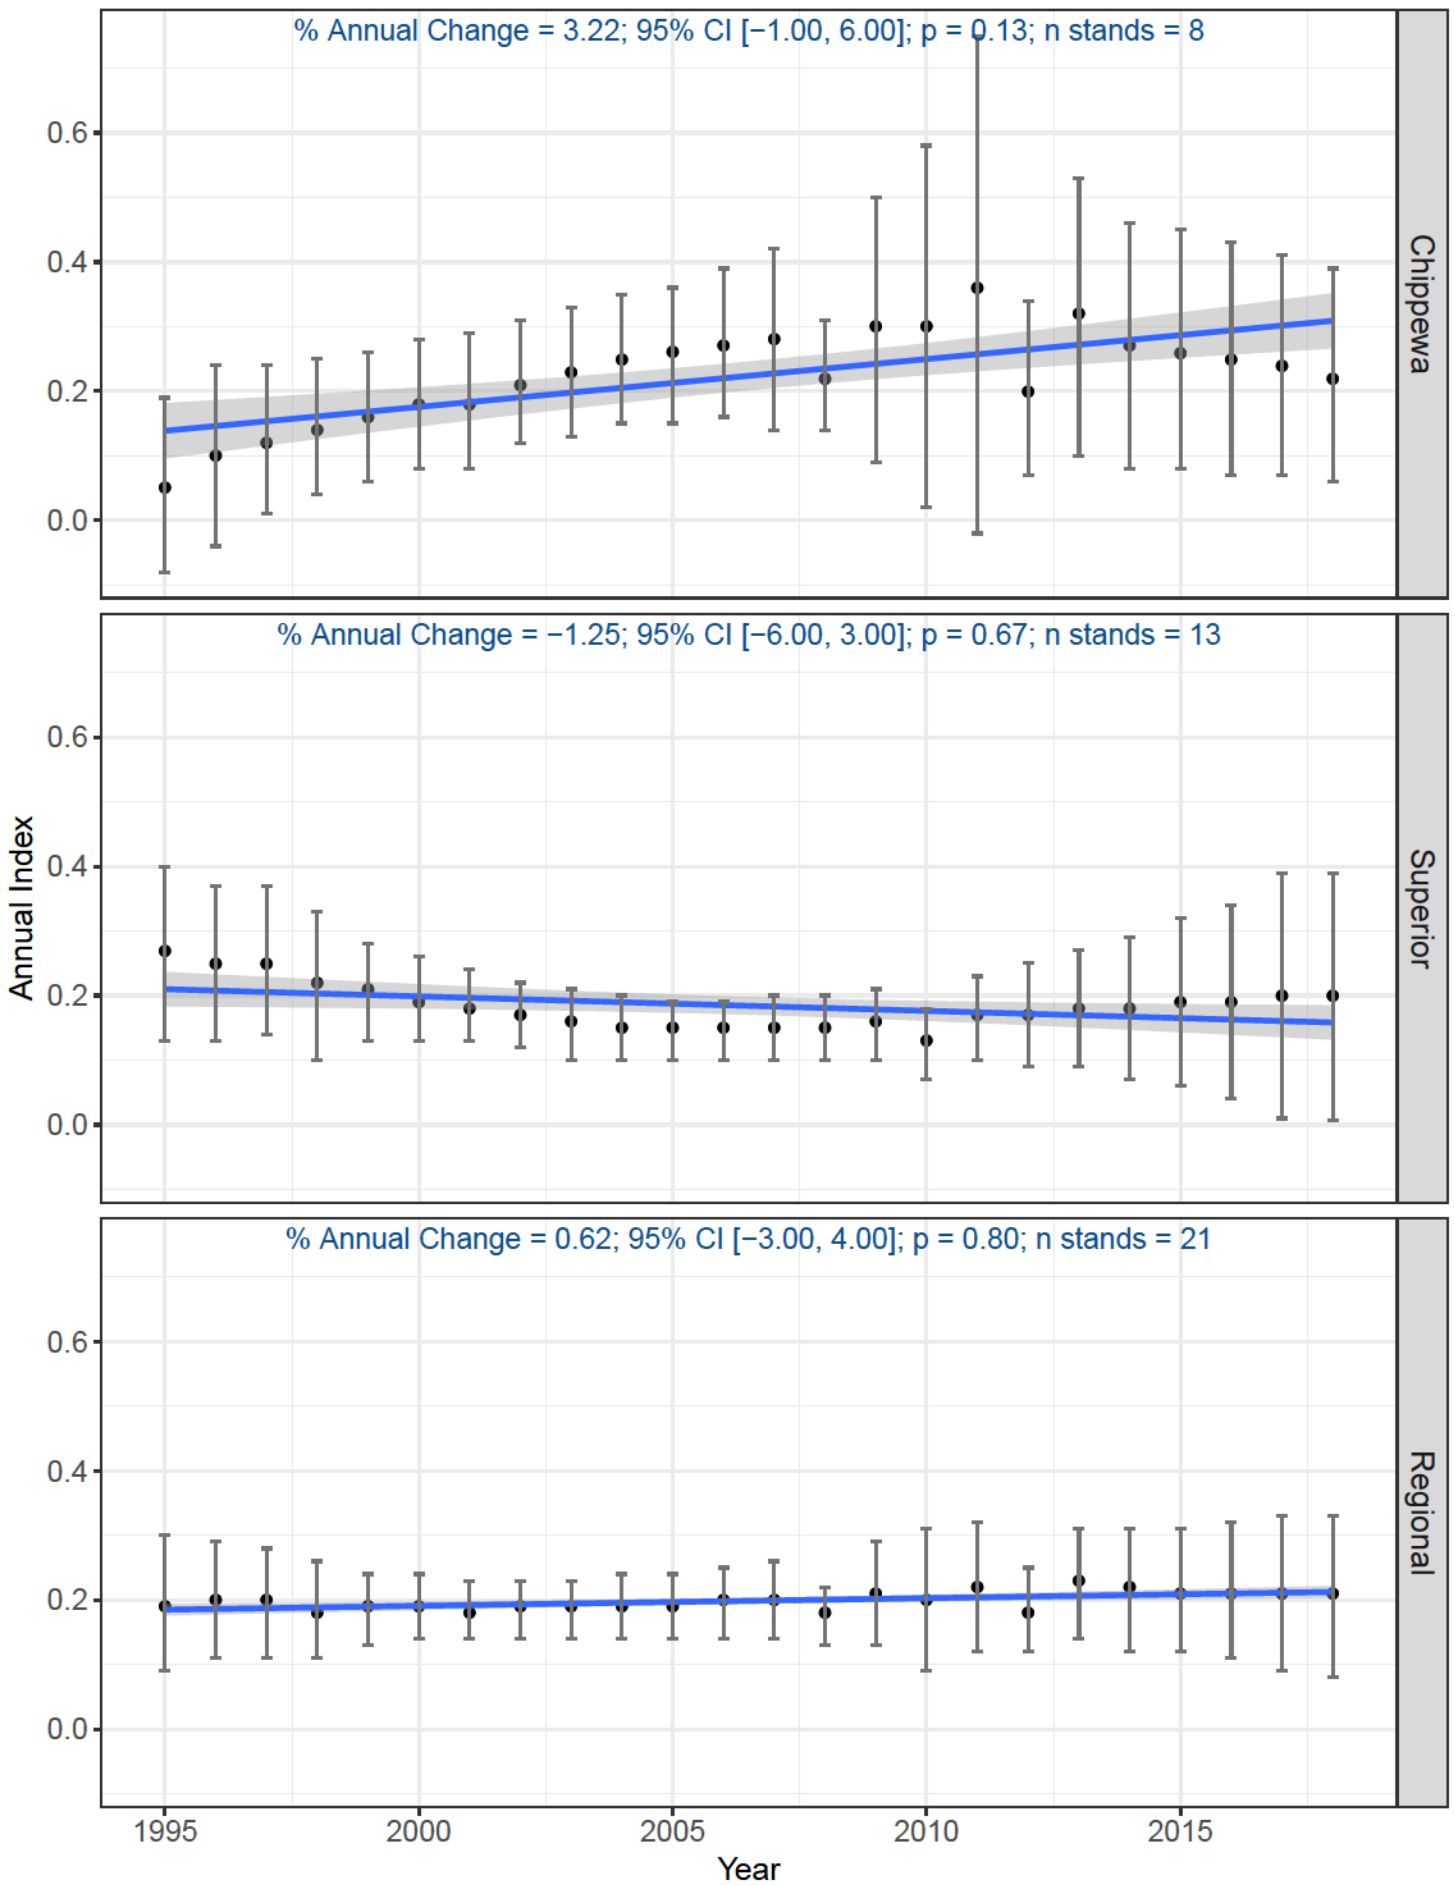 % Annual Change = 3.22; 95% CI [−1.00, 6.00]; p = 0.13; n stands = 8
0.6
0.4
0.2
0.0
Chippewa
% Annual Change = −1.25; 95% CI [−6.00, 3.00]; p = 0.67; n stands = 13
0.6
0.4
0.2
0.0
Superior
Annual Index
% Annual Change = 0.62; 95% CI [−3.00, 4.00]; p = 0.80; n stands = 21
0.6
0.4
0.2
0.0
Regional
1995 2000 2005 2010 2015
Year